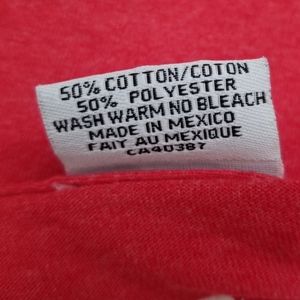 50% COTTON/COTON
50% POLYESTER
WASH WARM NO BLEACH
MADE IN MEXICO
FAIT AU MEXIQUE
CA40387